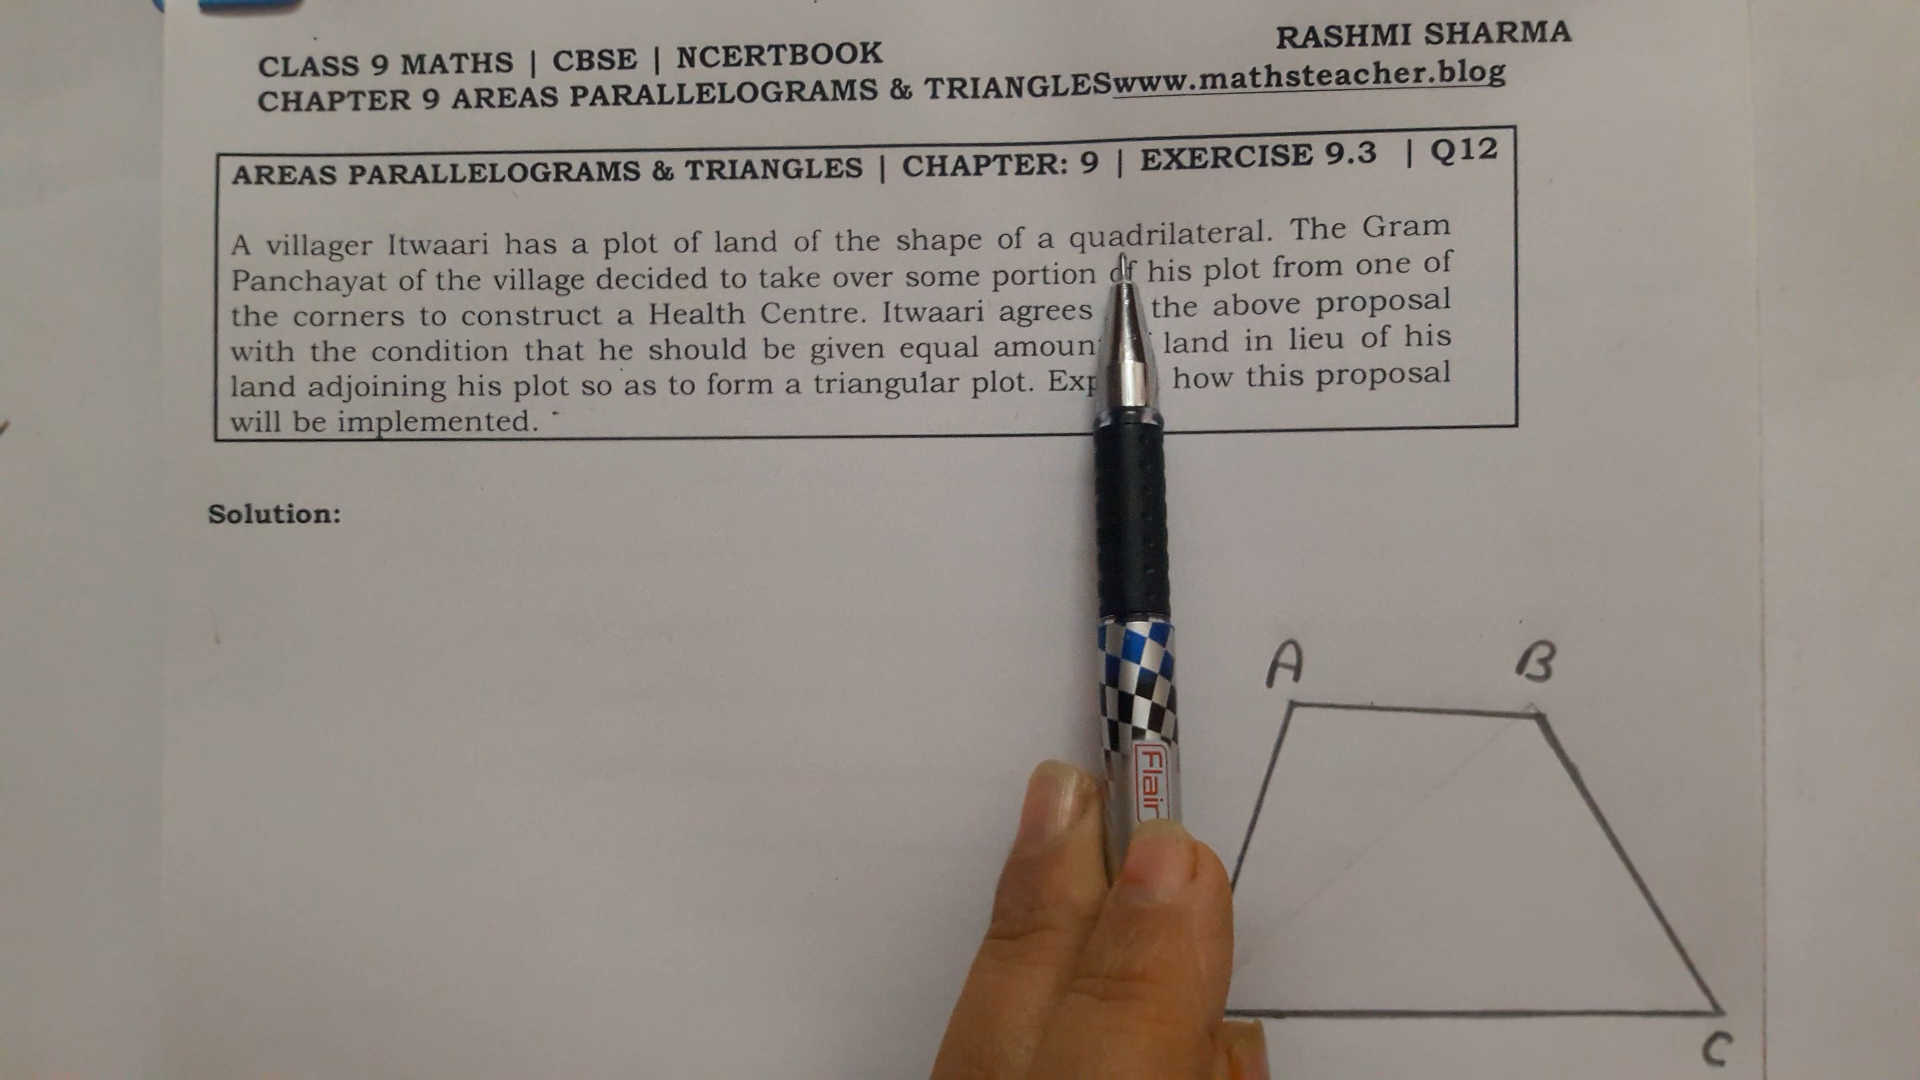 CLASS 9 MATHS | CBSE | NCERTBOOK
RASHMI SHARMA
CHAPTER 9 AREAS PARALLELOGRAMS & TRIANGLES www.mathsteacher.blog
AREAS PARALLELOGRAMS & TRIANGLES | CHAPTER: 9 | EXERCISE 9.3 | Q12
A villager Itwaari has a plot of land of the shape of a quadrilateral. The Gram
Panchayat of the village decided to take over some portion of his plot from one of
the corners to construct a Health Centre. Itwaari agrees the above proposal
with the condition that he should be given equal land in lieu of his
land adjoining his plot so as to form a triangular plot. how this proposal
will be implemented.
Solution:
A B
Flair
C